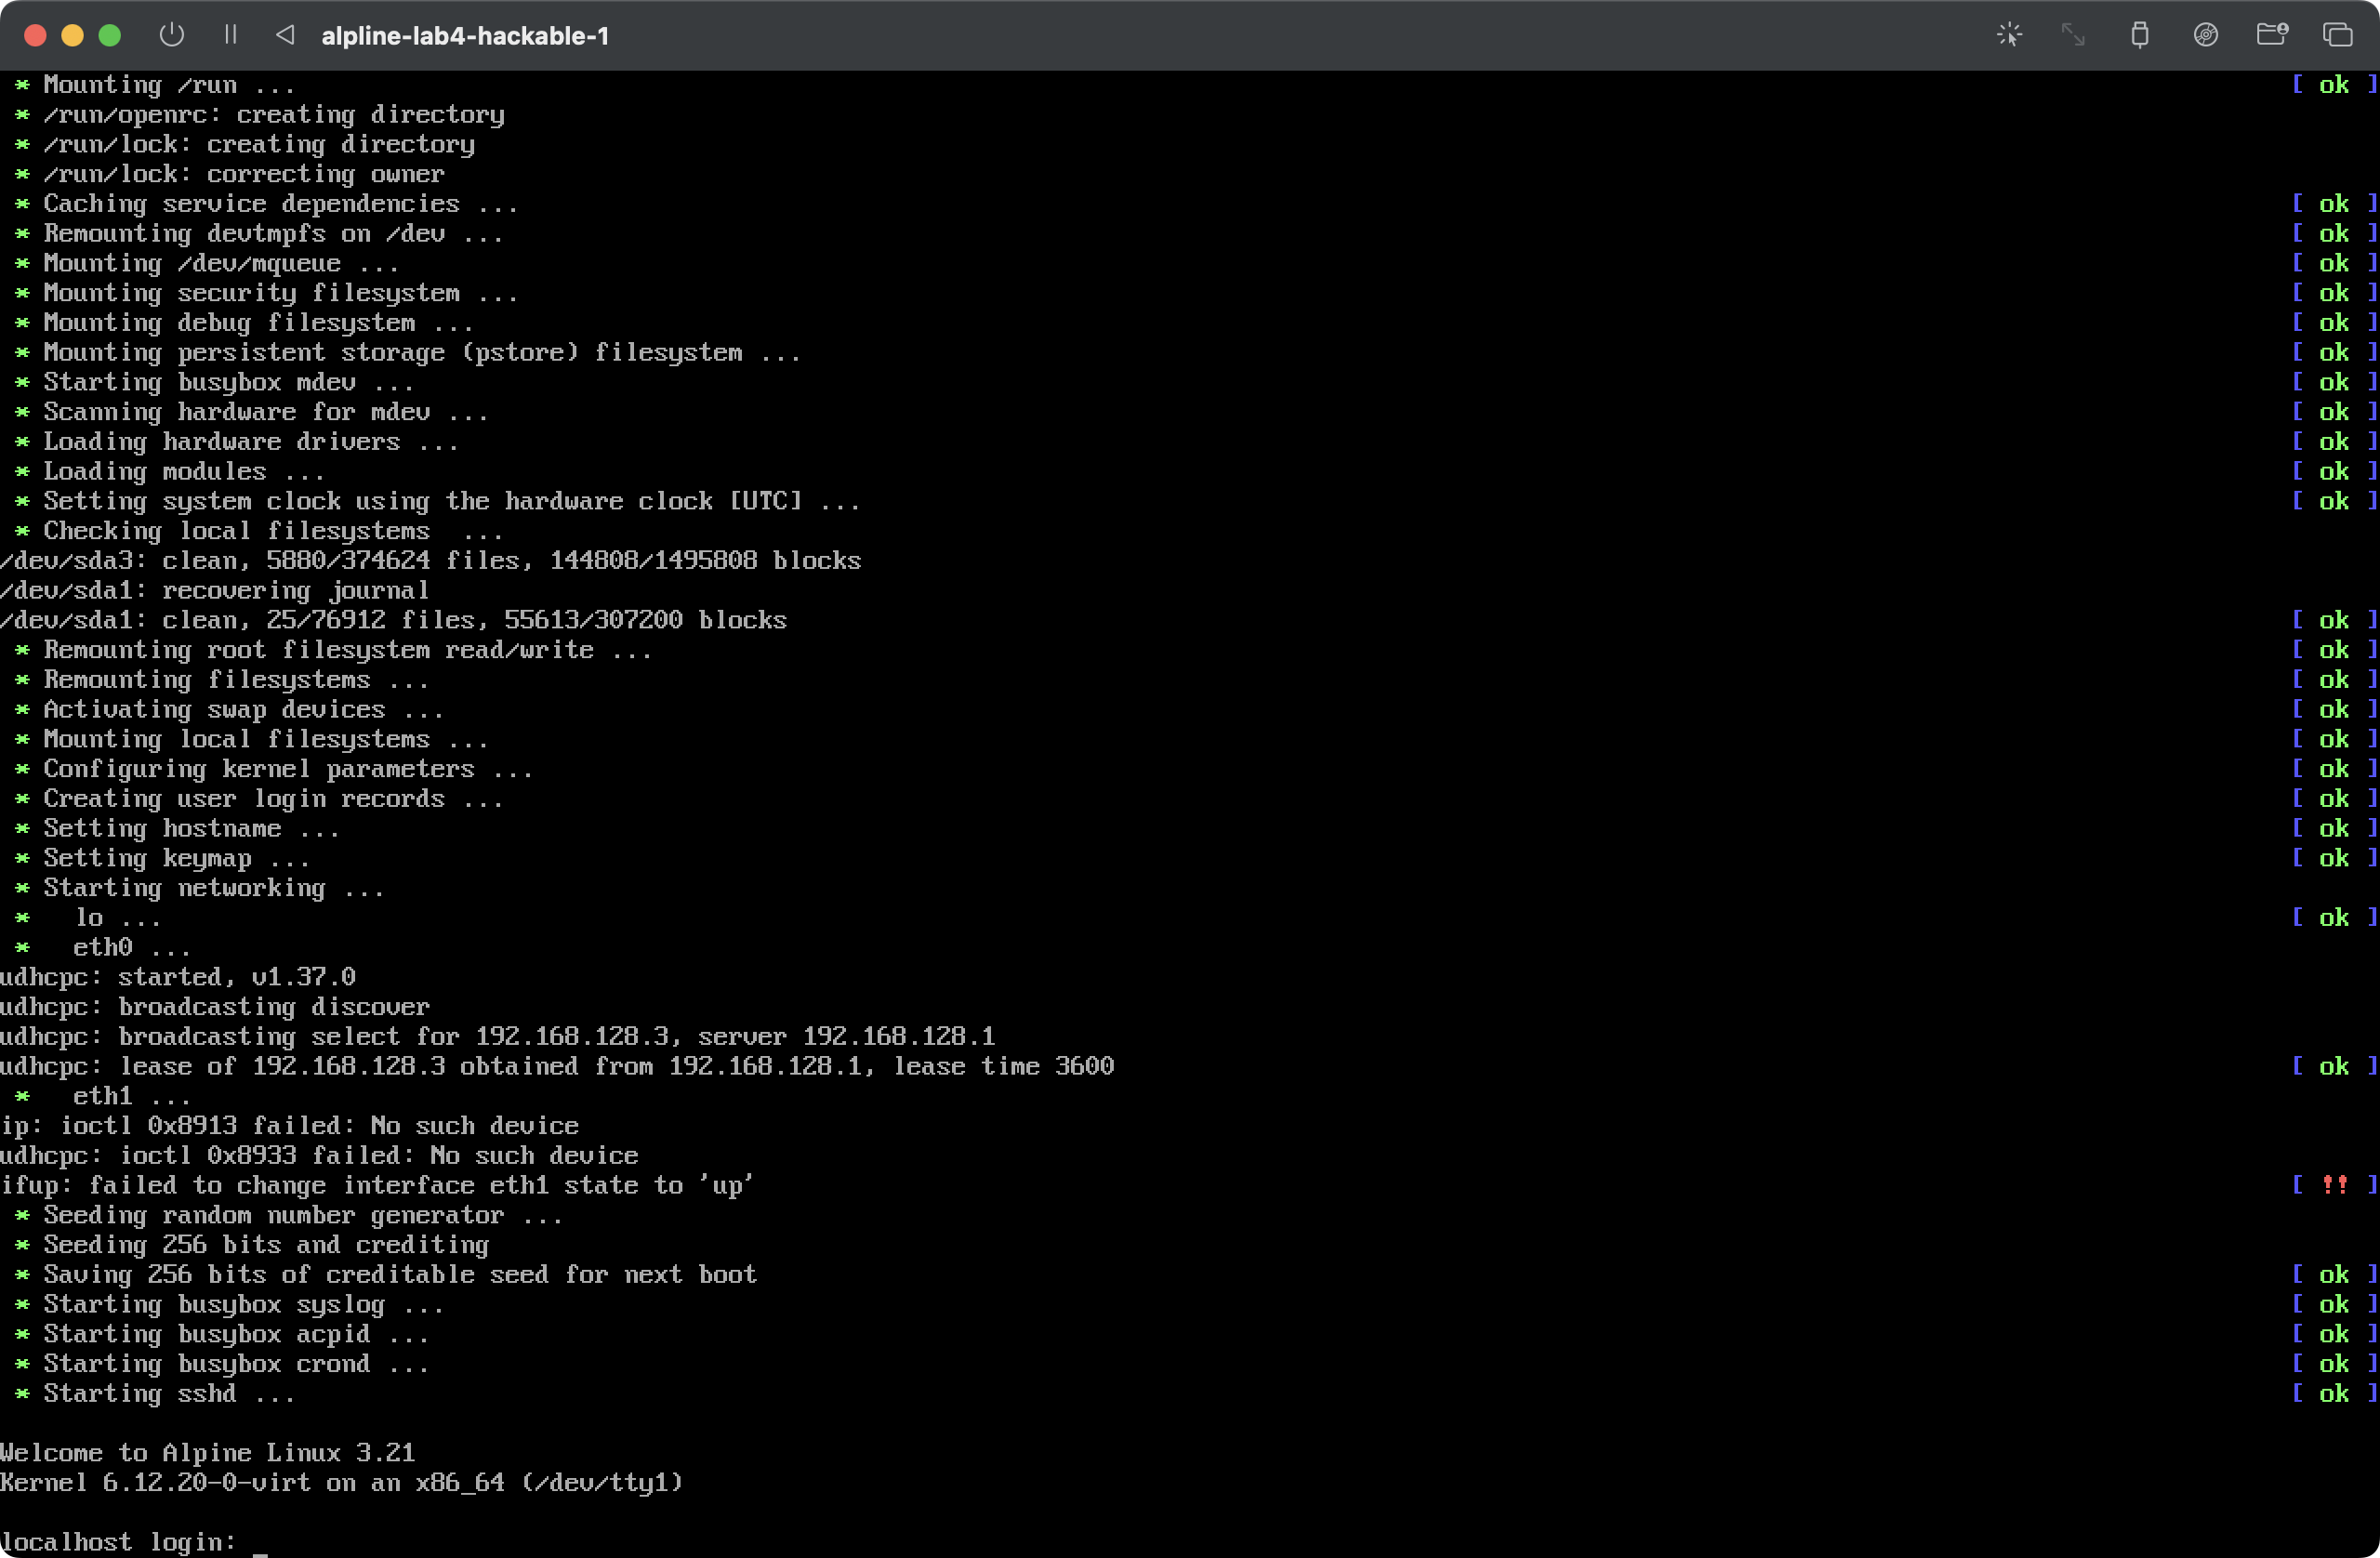 alpline-lab4-hackable-1
* Mounting /run ... [ ok ]
* /run/openrc: creating directory
* /run/lock: creating directory
* /run/lock: correcting owner
* Caching service dependencies ... [ ok ]
* Remounting devtmpfs on /dev ... [ ok ]
* Mounting /dev/mqueue ... [ ok ]
* Mounting security filesystem ... [ ok ]
* Mounting debug filesystem ... [ ok ]
* Mounting persistent storage (pstore) filesystem ... [ ok ]
* Starting busybox mdev ... [ ok ]
* Scanning hardware for mdev ... [ ok ]
* Loading hardware drivers ... [ ok ]
* Loading modules ... [ ok ]
* Setting system clock using the hardware clock [UTC] ... [ ok ]
* Checking local filesystems  ...
/dev/sda3: clean, 5880/374624 files, 144808/1495808 blocks
/dev/sda1: recovering journal
/dev/sda1: clean, 25/76912 files, 55613/307200 blocks [ ok ]
* Remounting root filesystem read/write ... [ ok ]
* Remounting filesystems ... [ ok ]
* Activating swap devices ... [ ok ]
* Mounting local filesystems ... [ ok ]
* Configuring kernel parameters ... [ ok ]
* Creating user login records ... [ ok ]
* Setting hostname ... [ ok ]
* Setting keymap ... [ ok ]
* Starting networking ...
*   lo ... [ ok ]
*   eth0 ...
udhcpc: started, v1.37.0
udhcpc: broadcasting discover
udhcpc: broadcasting select for 192.168.128.3, server 192.168.128.1
udhcpc: lease of 192.168.128.3 obtained from 192.168.128.1, lease time 3600 [ ok ]
*   eth1 ...
ip: ioctl 0x8913 failed: No such device
udhcpc: ioctl 0x8933 failed: No such device
ifup: failed to change interface eth1 state to 'up' [ !! ]
* Seeding random number generator ...
* Seeding 256 bits and crediting
* Saving 256 bits of creditable seed for next boot [ ok ]
* Starting busybox syslog ... [ ok ]
* Starting busybox acpid ... [ ok ]
* Starting busybox crond ... [ ok ]
* Starting sshd ... [ ok ]
Welcome to Alpine Linux 3.21
Kernel 6.12.20-0-virt on an x86_64 (/dev/tty1)
localhost login: _